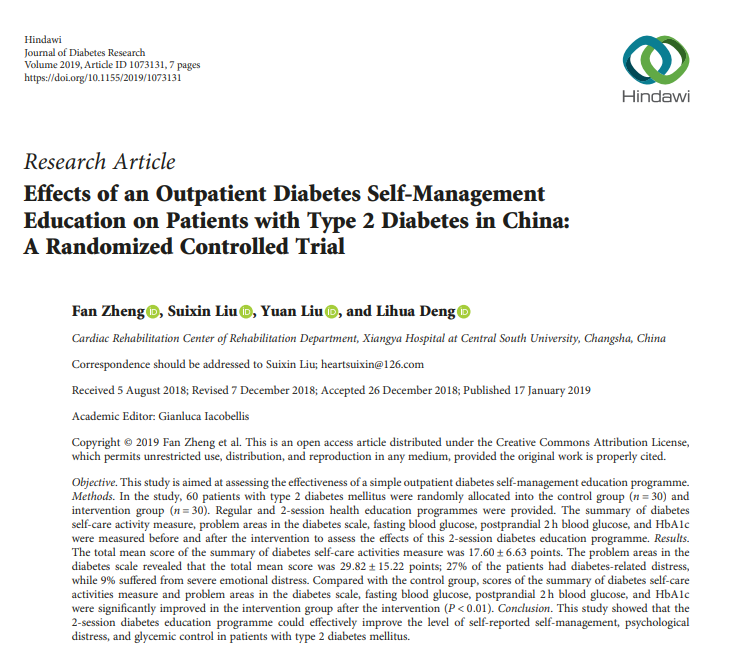 Hindawi
Journal of Diabetes Research
Volume 2019, Article ID 1073131, 7 pages
https://doi.org/10.1155/2019/1073131
Hindawi
Research Article
Effects of an Outpatient Diabetes Self-Management
Education on Patients with Type 2 Diabetes in China:
A Randomized Controlled Trial
Fan Zheng iD, Suixin Liu iD, Yuan Liu iD, and Lihua Deng iD
Cardiac Rehabilitation Center of Rehabilitation Department, Xiangya Hospital at Central South University, Changsha, China
Correspondence should be addressed to Suixin Liu; heartsuixin@126.com
Received 5 August 2018; Revised 7 December 2018; Accepted 26 December 2018; Published 17 January 2019
Academic Editor: Gianluca Iacobellis
Copyright © 2019 Fan Zheng et al. This is an open access article distributed under the Creative Commons Attribution License,
which permits unrestricted use, distribution, and reproduction in any medium, provided the original work is properly cited.
Objective. This study is aimed at assessing the effectiveness of a simple outpatient diabetes self-management education programme.
Methods. In the study, 60 patients with type 2 diabetes mellitus were randomly allocated into the control group (n = 30) and
intervention group (n = 30). Regular and 2-session health education programmes were provided. The summary of diabetes
self-care activity measure, problem areas in the diabetes scale, fasting blood glucose, postprandial 2 h blood glucose, and HbA1c
were measured before and after the intervention to assess the effects of this 2-session diabetes education programme. Results.
The total mean score of the summary of diabetes self-care activities measure was 17.60 ± 6.63 points. The problem areas in the
diabetes scale revealed that the total mean score was 29.82 ± 15.22 points; 27% of the patients had diabetes-related distress,
while 9% suffered from severe emotional distress. Compared with the control group, scores of the summary of diabetes self-care
activities measure and problem areas in the diabetes scale, fasting blood glucose, postprandial 2 h blood glucose, and HbA1c
were significantly improved in the intervention group after the intervention (P < 0.01). Conclusion. This study showed that the
2-session diabetes education programme could effectively improve the level of self-reported self-management, psychological
distress, and glycemic control in patients with type 2 diabetes mellitus.